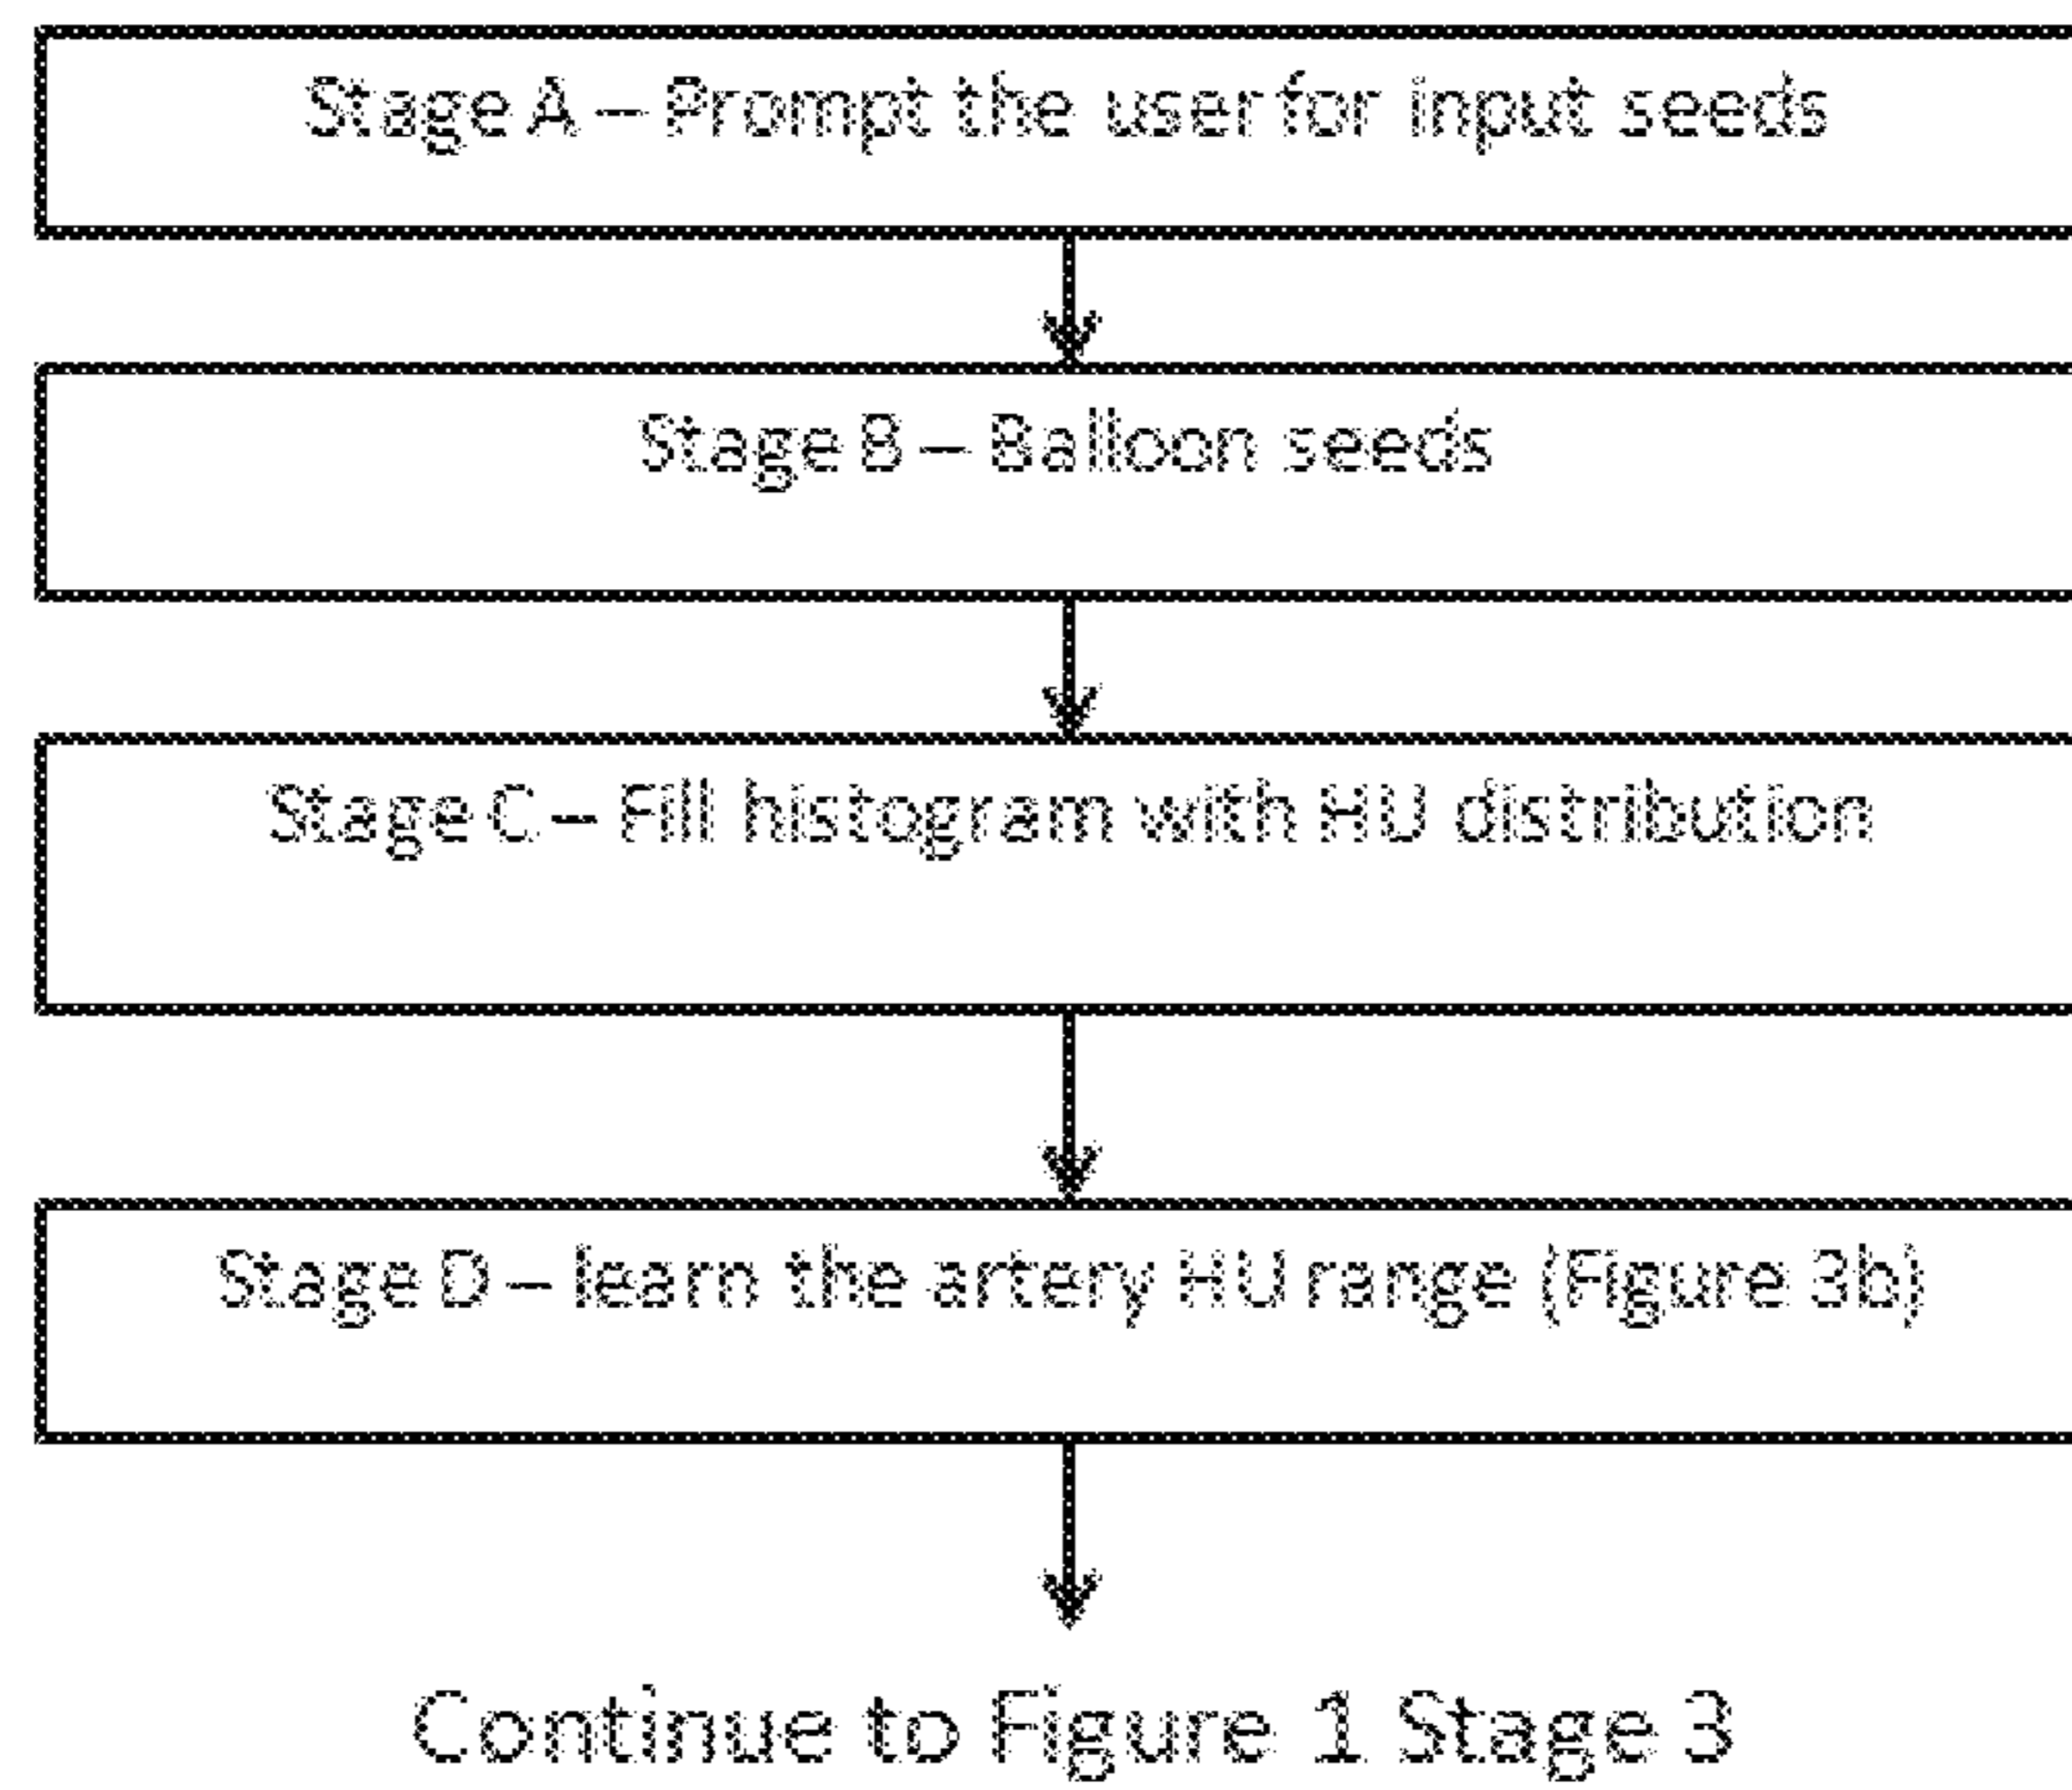 Stage A – Prompt the user for input seeds
Stage B – Balloon seeds
Stage C – Fill histogram with HU distribution
Stage D – learn the artery HU range (Figure 3b)
Continue to Figure 1 Stage 3